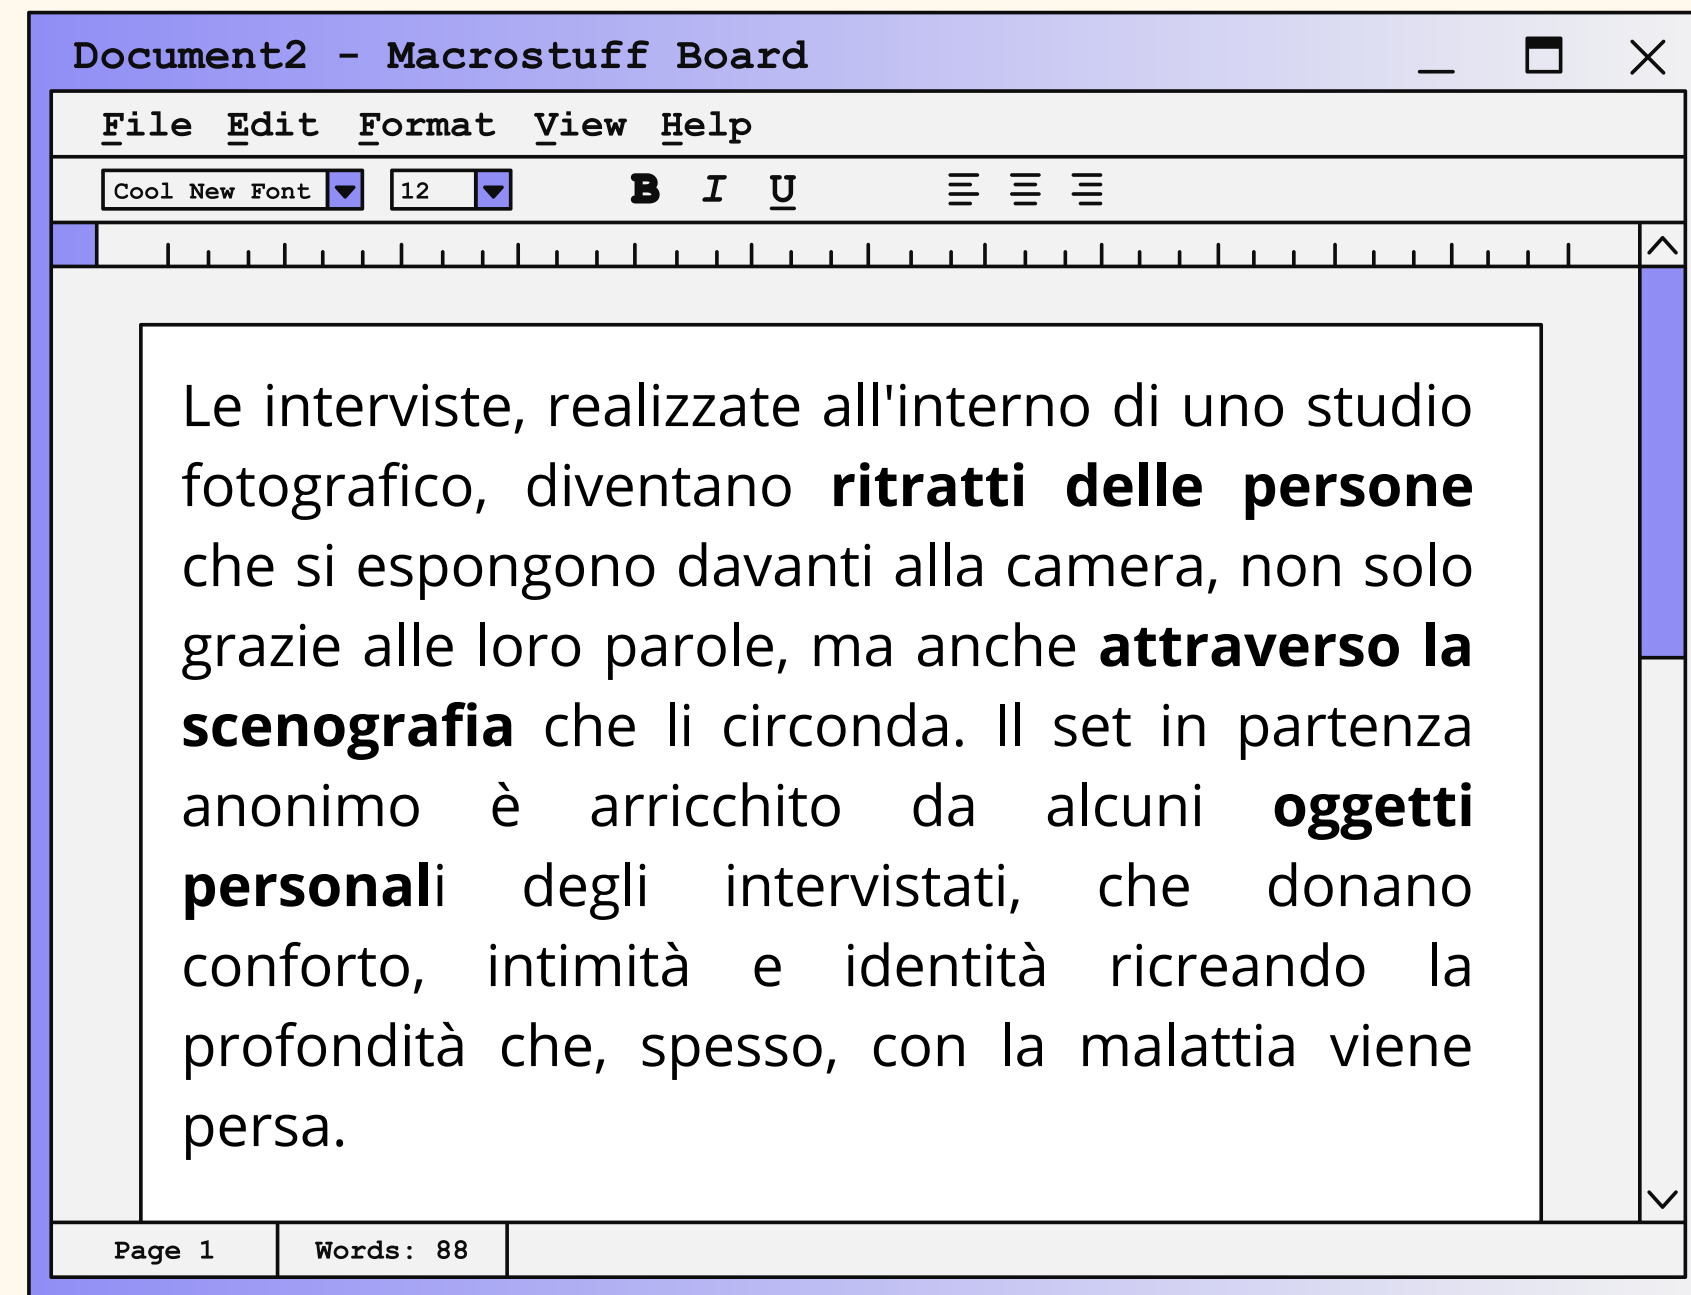 Document2 - Macrostuff Board
File Edit Format View Help
Cool New Font 12 B I U
Le interviste, realizzate all'interno di uno studio
fotografico, diventano ritratti delle persone
che si espongono davanti alla camera, non solo
grazie alle loro parole, ma anche attraverso la
scenografia che li circonda. Il set in partenza
anonimo è arricchito da alcuni oggetti
personali degli intervistati, che donano
conforto, intimità e identità ricreando la
profondità che, spesso, con la malattia viene
persa.
Page 1 Words: 88